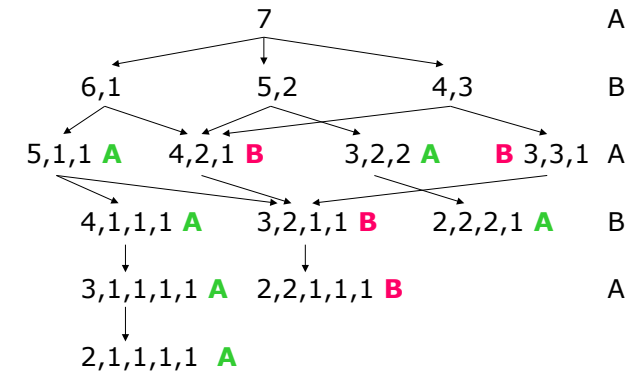 7 A
6,1 5,2 4,3 B
5,1,1 A 4,2,1 B 3,2,2 A B 3,3,1 A
4,1,1,1 A 3,2,1,1 B 2,2,2,1 A B
3,1,1,1,1 A 2,2,1,1,1 B A
2,1,1,1,1 A